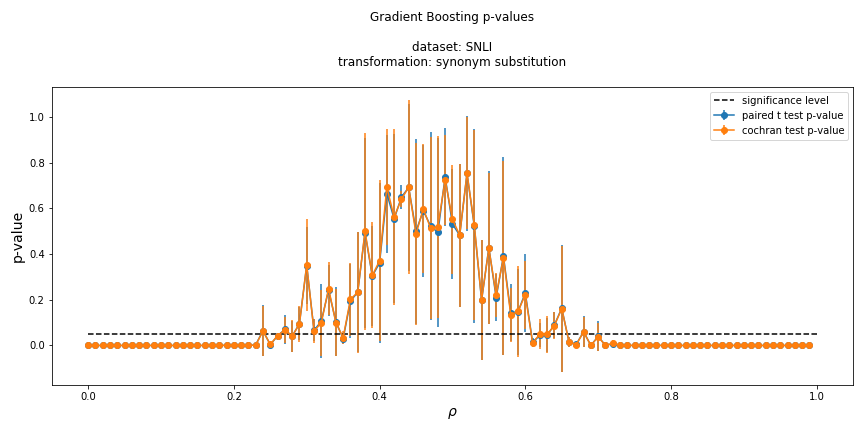 Gradient Boosting p-values
dataset: SNLI
transformation: synonym substitution
significance level
paired t test p-value
cochran test p-value
p-value
1.0
0.8
0.6
0.4
0.2
0.0
0.0 0.2 0.4 0.6 0.8 1.0
ρ